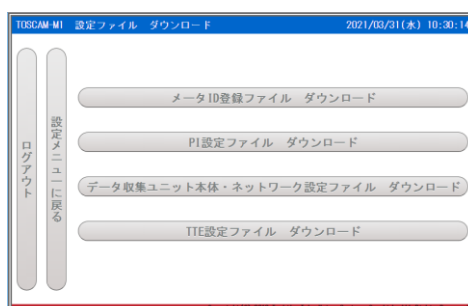 TOSCAM-M1 設定ファイル ダウンロード 2021/03/31(水) 10:30:14
ログアウト
設定メニューに戻る
メータID登録ファイル ダウンロード
PI設定ファイル ダウンロード
データ収集ユニット本体・ネットワーク設定ファイル ダウンロード
TTE設定ファイル ダウンロード